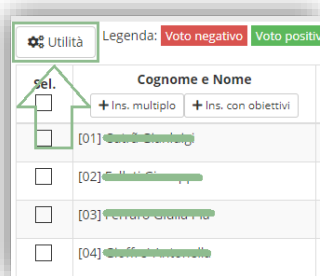 Utilità Legenda: Voto negativo Voto positiv
Sel. Cognome e Nome
Ins. multiplo Ins. con obiettivi
[01]
[02]
[03]
[04]